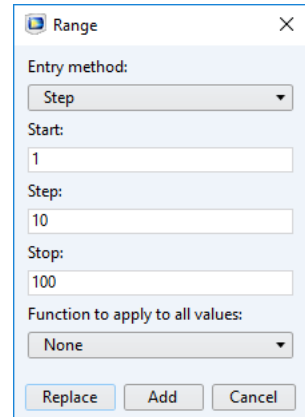 Range
Entry method:
Step
Start:
1
Step:
10
Stop:
100
Function to apply to all values:
None
Replace Add Cancel